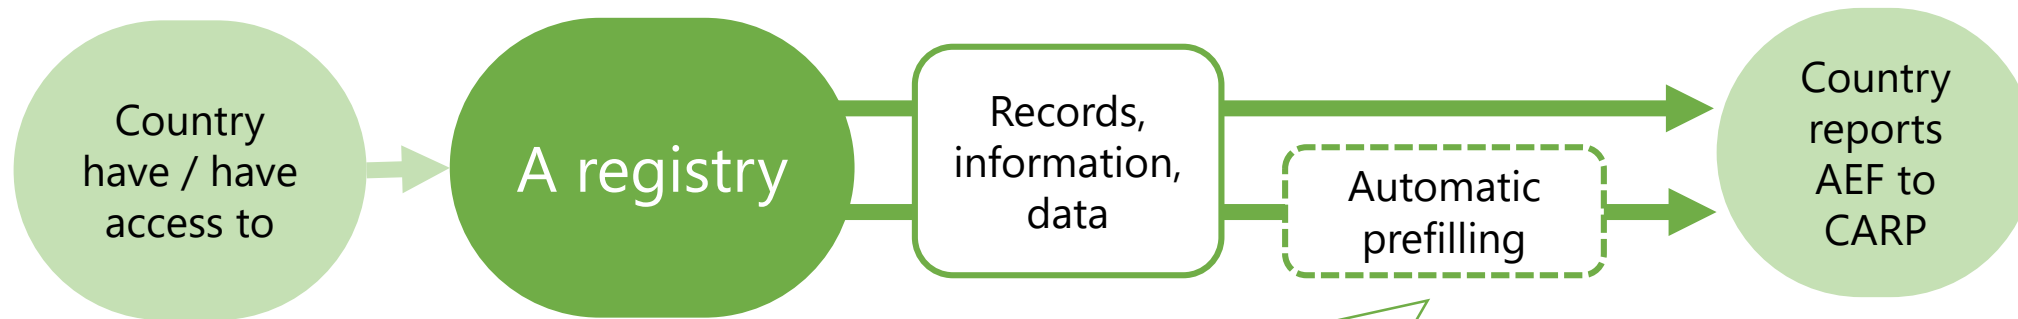 Country
have / have
access to
A registry
Records,
information,
data
Automatic
prefilling
Country
reports
AEF to
CARP